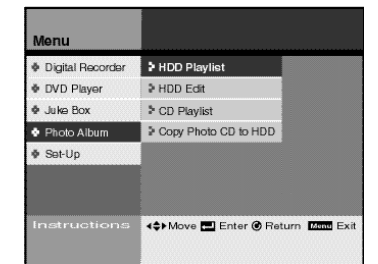 Menu
Digital Recorder
HDD Playlist
DVD Player
HDD Edit
Juke Box
CD Playlist
Photo Album
Copy Photo CD to HDD
Set-Up
Instructions
Move Enter Return Menu Exit